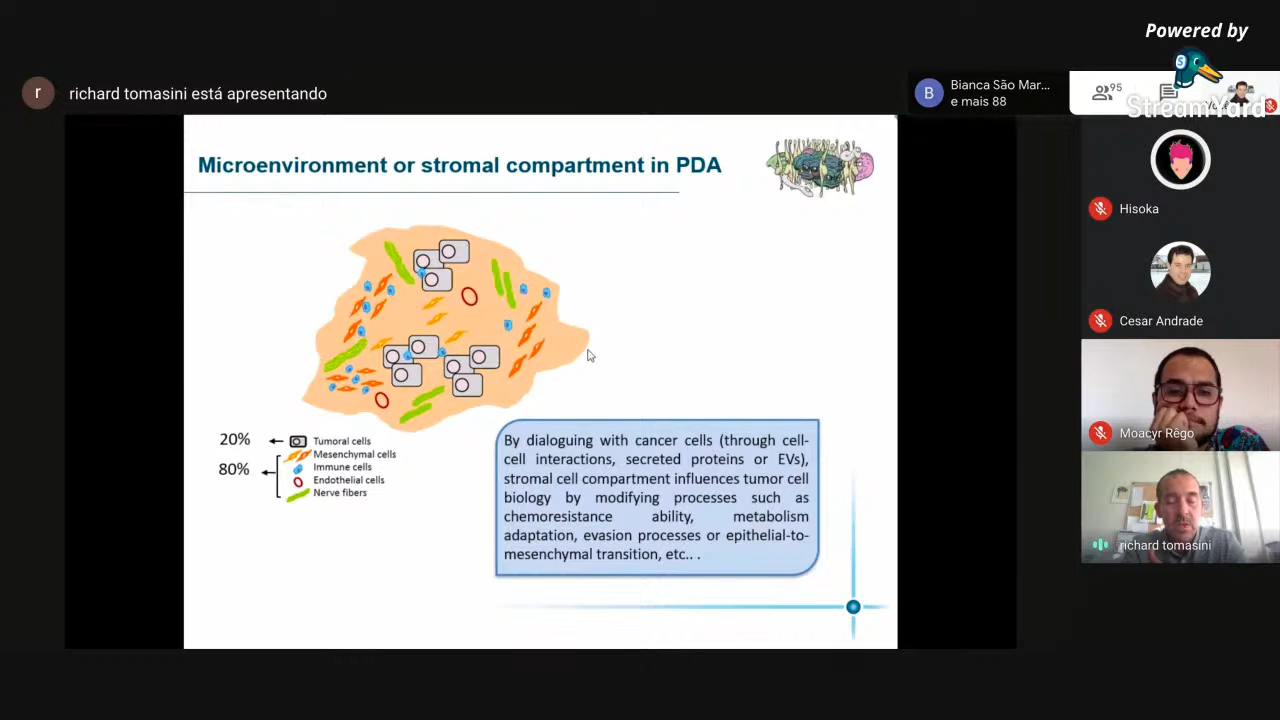 Powered by
StreamYard
r
richard tomasini está apresentando
B
Bianca São Mar...
e mais 88
95
Microenvironment or stromal compartment in PDA
Hisoka
Cesar Andrade
Moacyr Rêgo
richard tomasini
20%
80%
Tumoral cells
Mesenchymal cells
Immune cells
Endothelial cells
Nerve fibers
By dialoguing with cancer cells (through cell-
cell interactions, secreted proteins or EVs),
stromal cell compartment influences tumor cell
biology by modifying processes such as
chemoresistance ability, metabolism
adaptation, evasion processes or epithelial-to-
mesenchymal transition, etc.. .